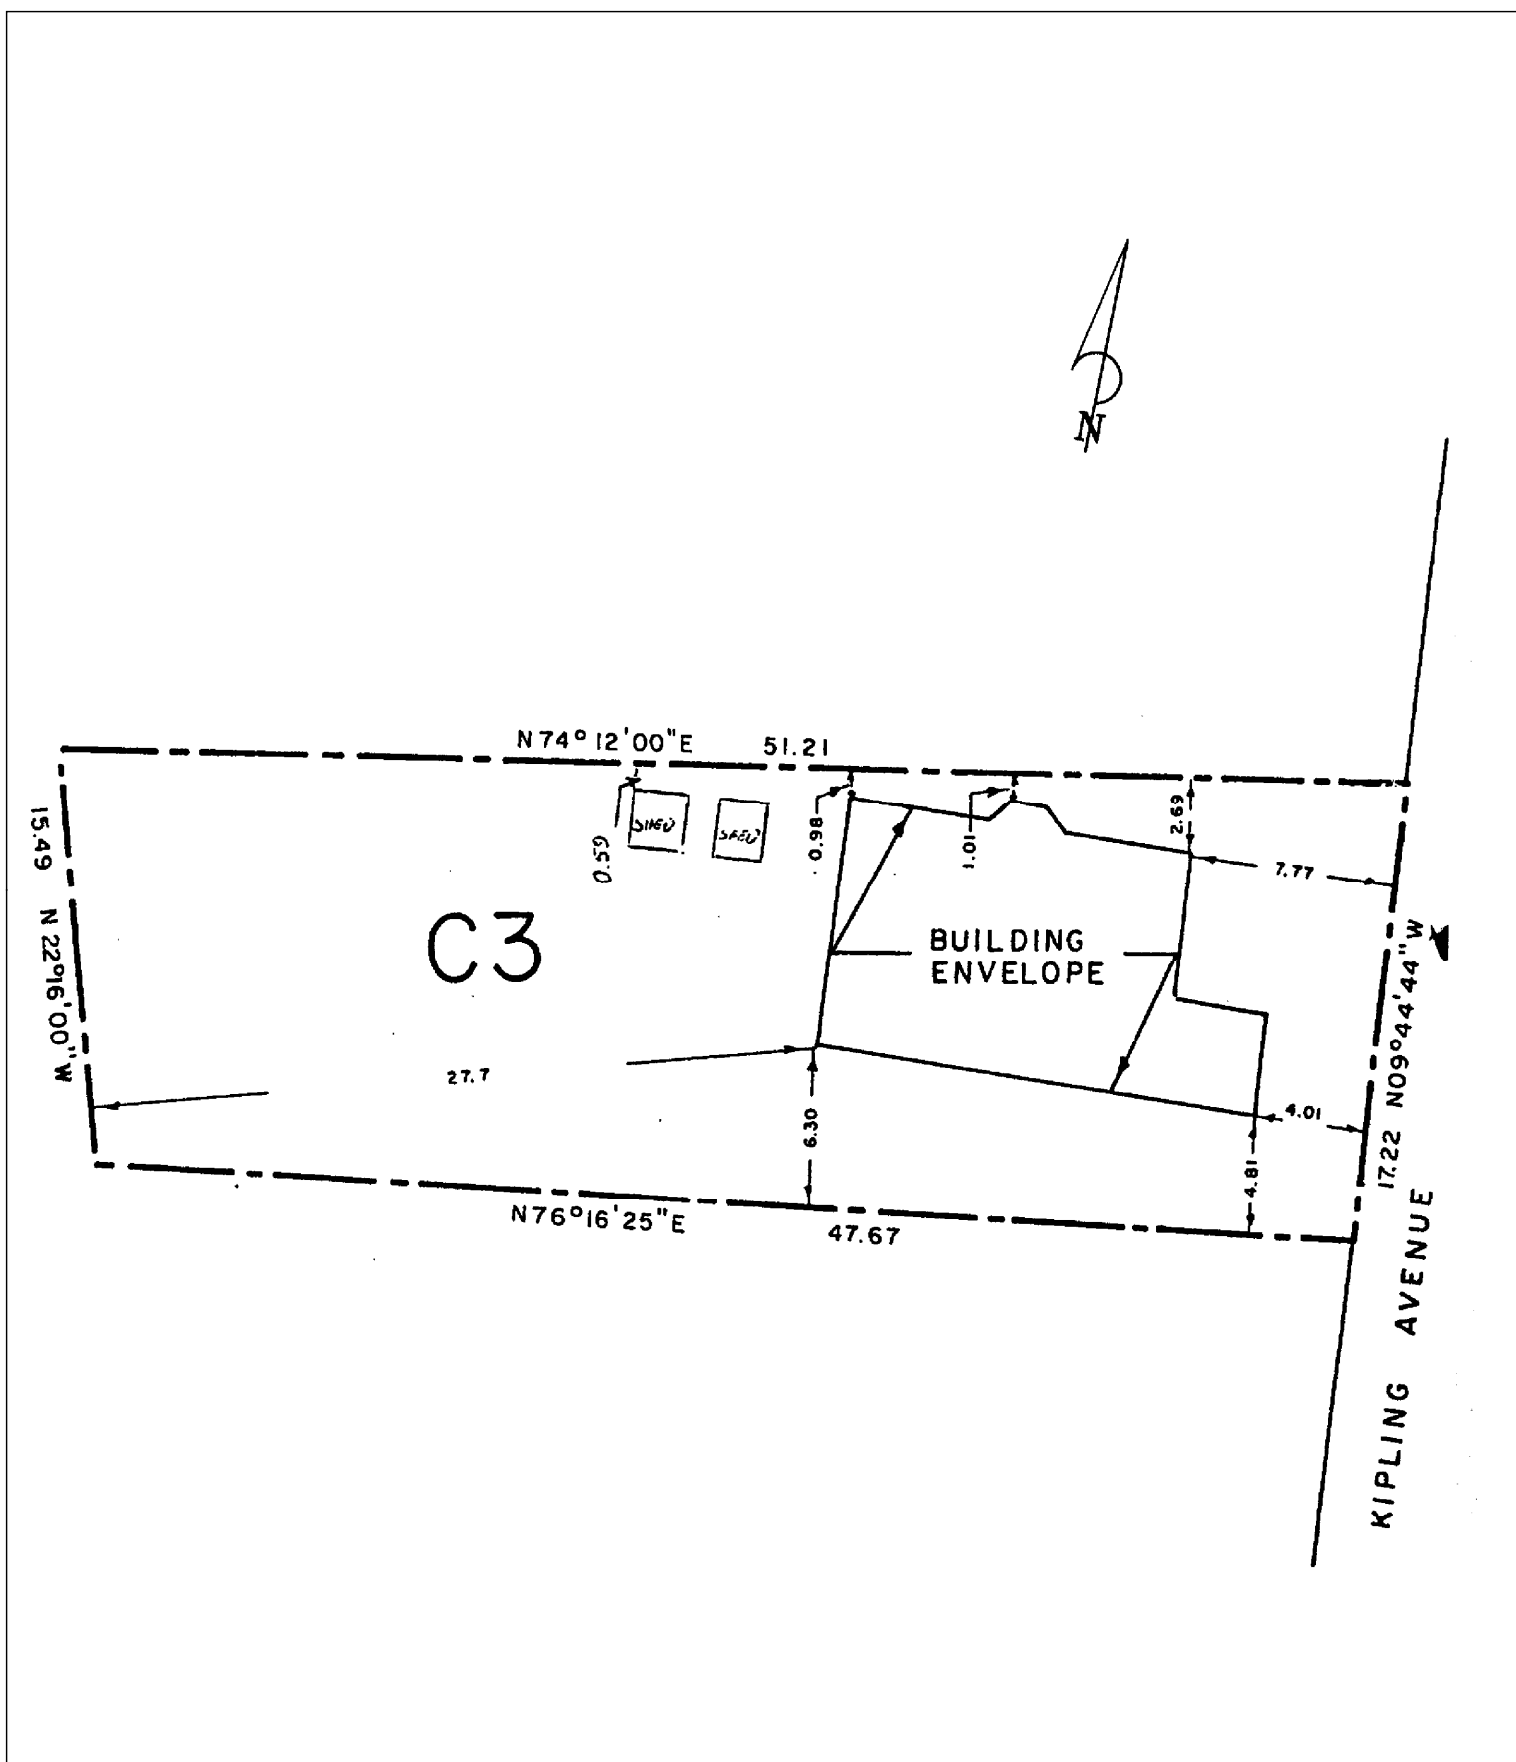 N
N74°12'00"E 51.21
15.49 N 22°16'00"W
0.59
SHED
SHED
0.98
1.01
2.69
7.77
C3
BUILDING
ENVELOPE
27.7
6.30
4.01
4.81
17.22 N09°44'44"W
N76°16'25"E 47.67
KIPLING AVENUE